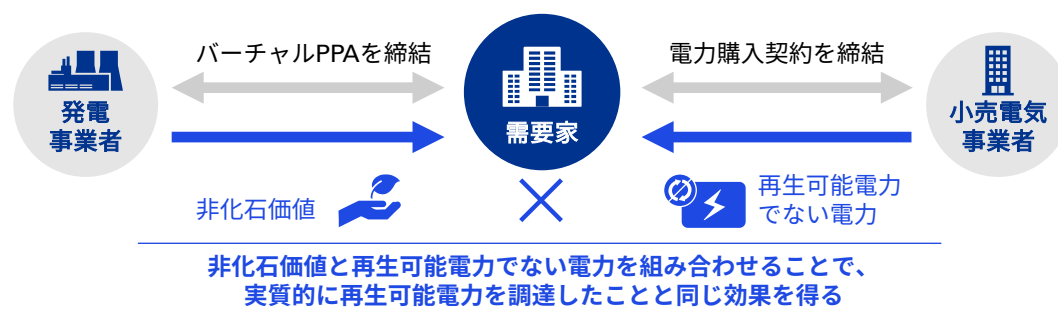 バーチャルPPAを締結
電力購入契約を締結
発電
事業者
需要家
小売電気
事業者
非化石価値
再生可能電力
でない電力
非化石価値と再生可能電力でない電力を組み合わせることで、
実質的に再生可能電力を調達したことと同じ効果を得る